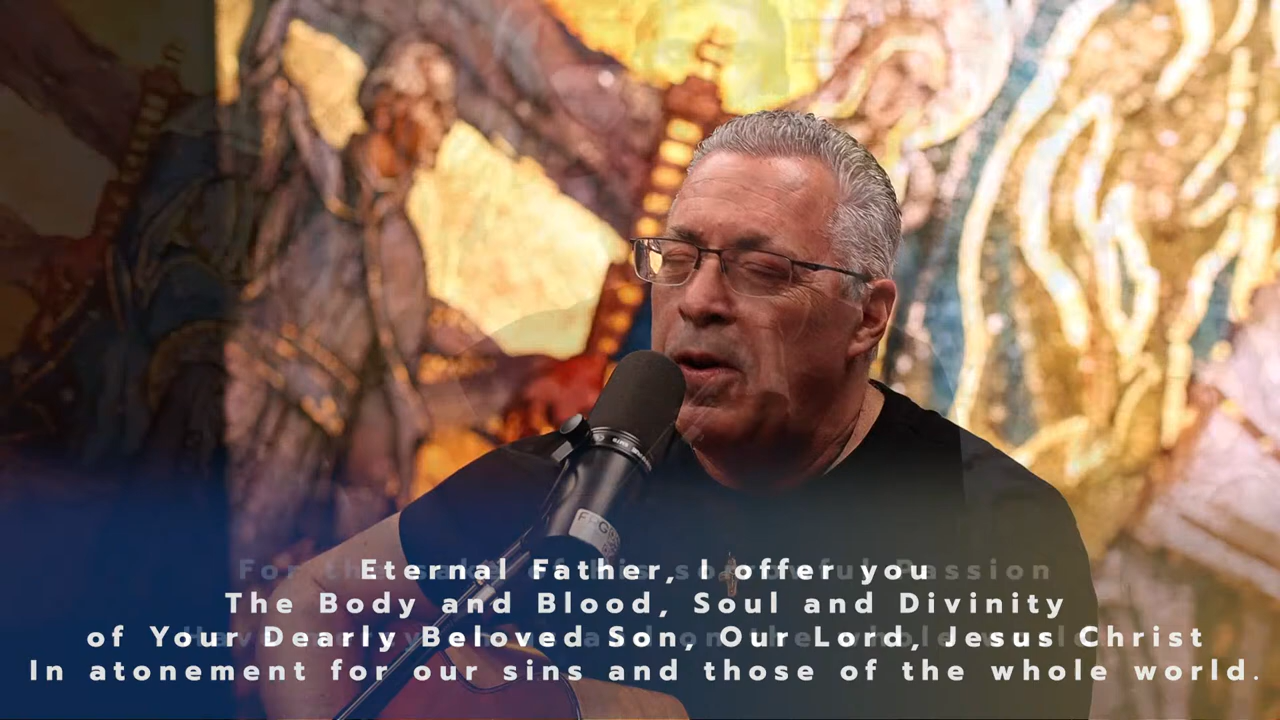 Eternal Father, I offer you
The Body and Blood, Soul and Divinity
of Your Dearly Beloved Son, Our Lord, Jesus Christ
In atonement for our sins and those of the whole world.